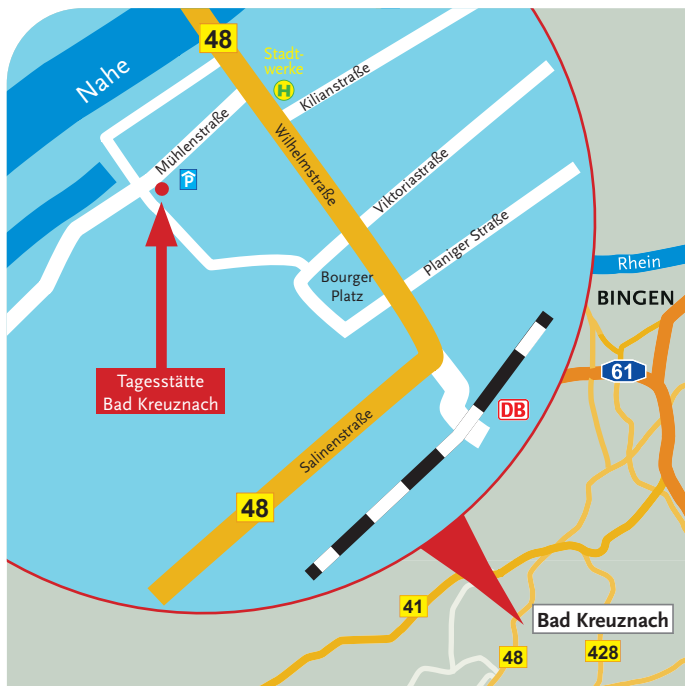 48
Stadt-
werke
H
Nahe
Kilianstraße
Mühlenstraße
P
Wilhelmstraße
Viktoriastraße
Planiger Straße
Bourger
Platz
Rhein
BINGEN
61
Tagesstätte
Bad Kreuznach
DB
Salinenstraße
48
41
Bad Kreuznach
48
428